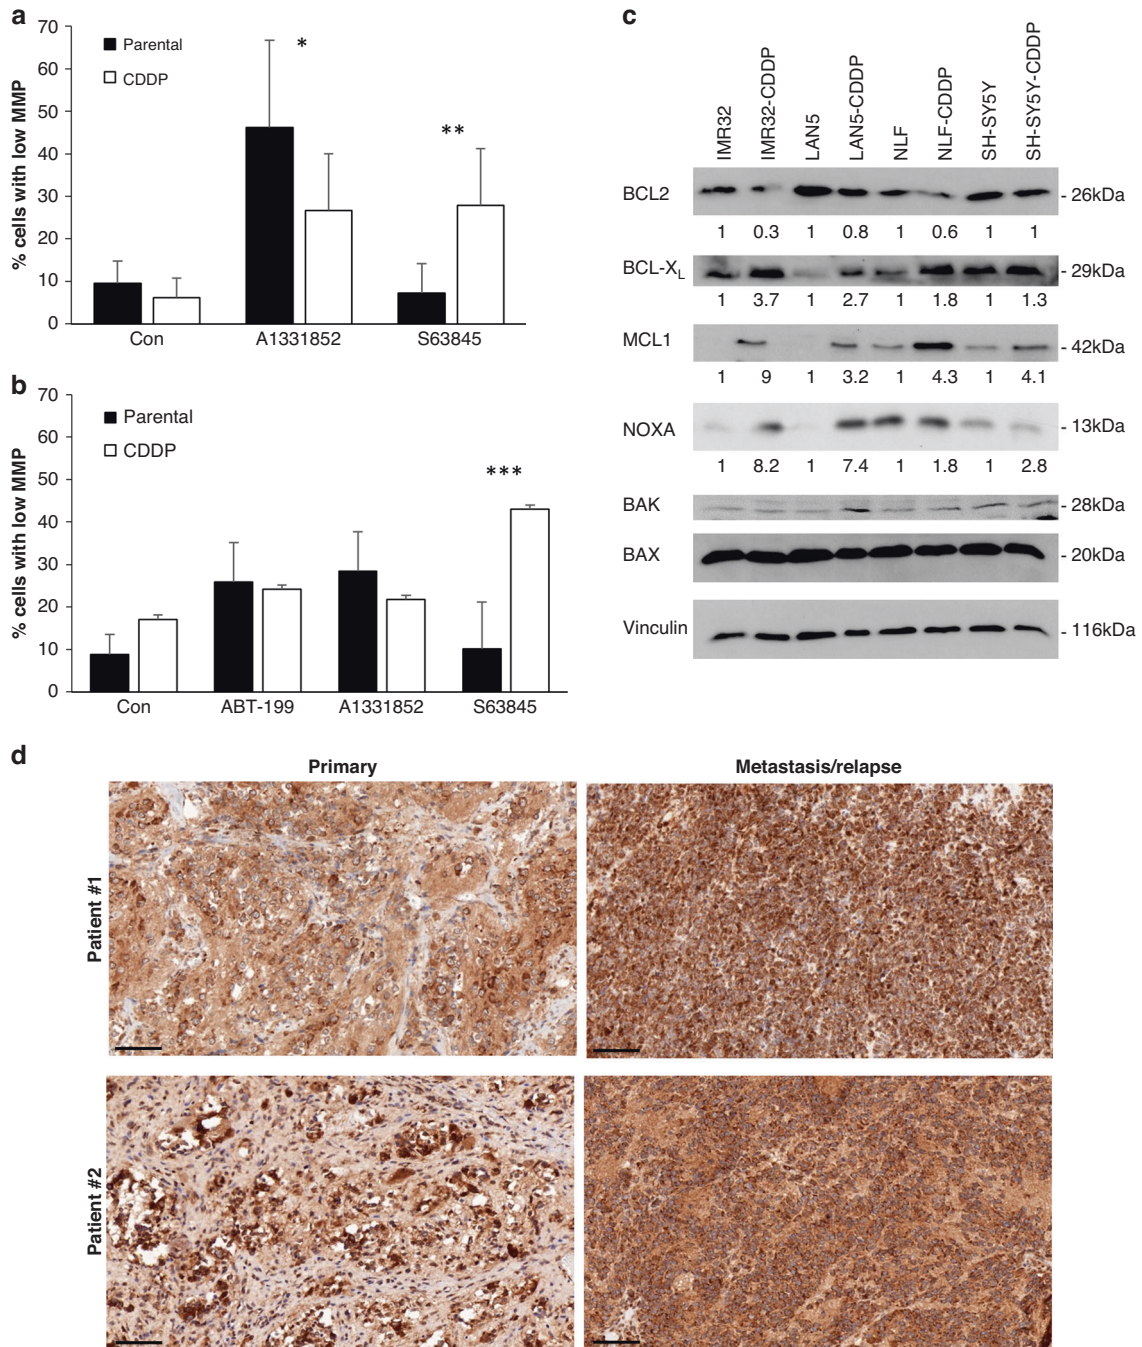 a
70
60
50
40
30
20
10
0
% cells with low MMP
Parental
CDDP
*
**
Con
A1331852
S63845
b
70
60
50
40
30
20
10
0
% cells with low MMP
Parental
CDDP
***
Con
ABT-199
A1331852
S63845
c
IMR32
IMR32-CDDP
LAN5
LAN5-CDDP
NLF
NLF-CDDP
SH-SY5Y
SH-SY5Y-CDDP
BCL2 - 26kDa
1 0.3 1 0.8 1 0.6 1 1
BCL-XL - 29kDa
1 3.7 1 2.7 1 1.8 1 1.3
MCL1 - 42kDa
1 9 1 3.2 1 4.3 1 4.1
NOXA - 13kDa
1 8.2 1 7.4 1 1.8 1 2.8
BAK - 28kDa
BAX - 20kDa
Vinculin - 116kDa
d
Primary
Metastasis/relapse
Patient #1
Patient #2